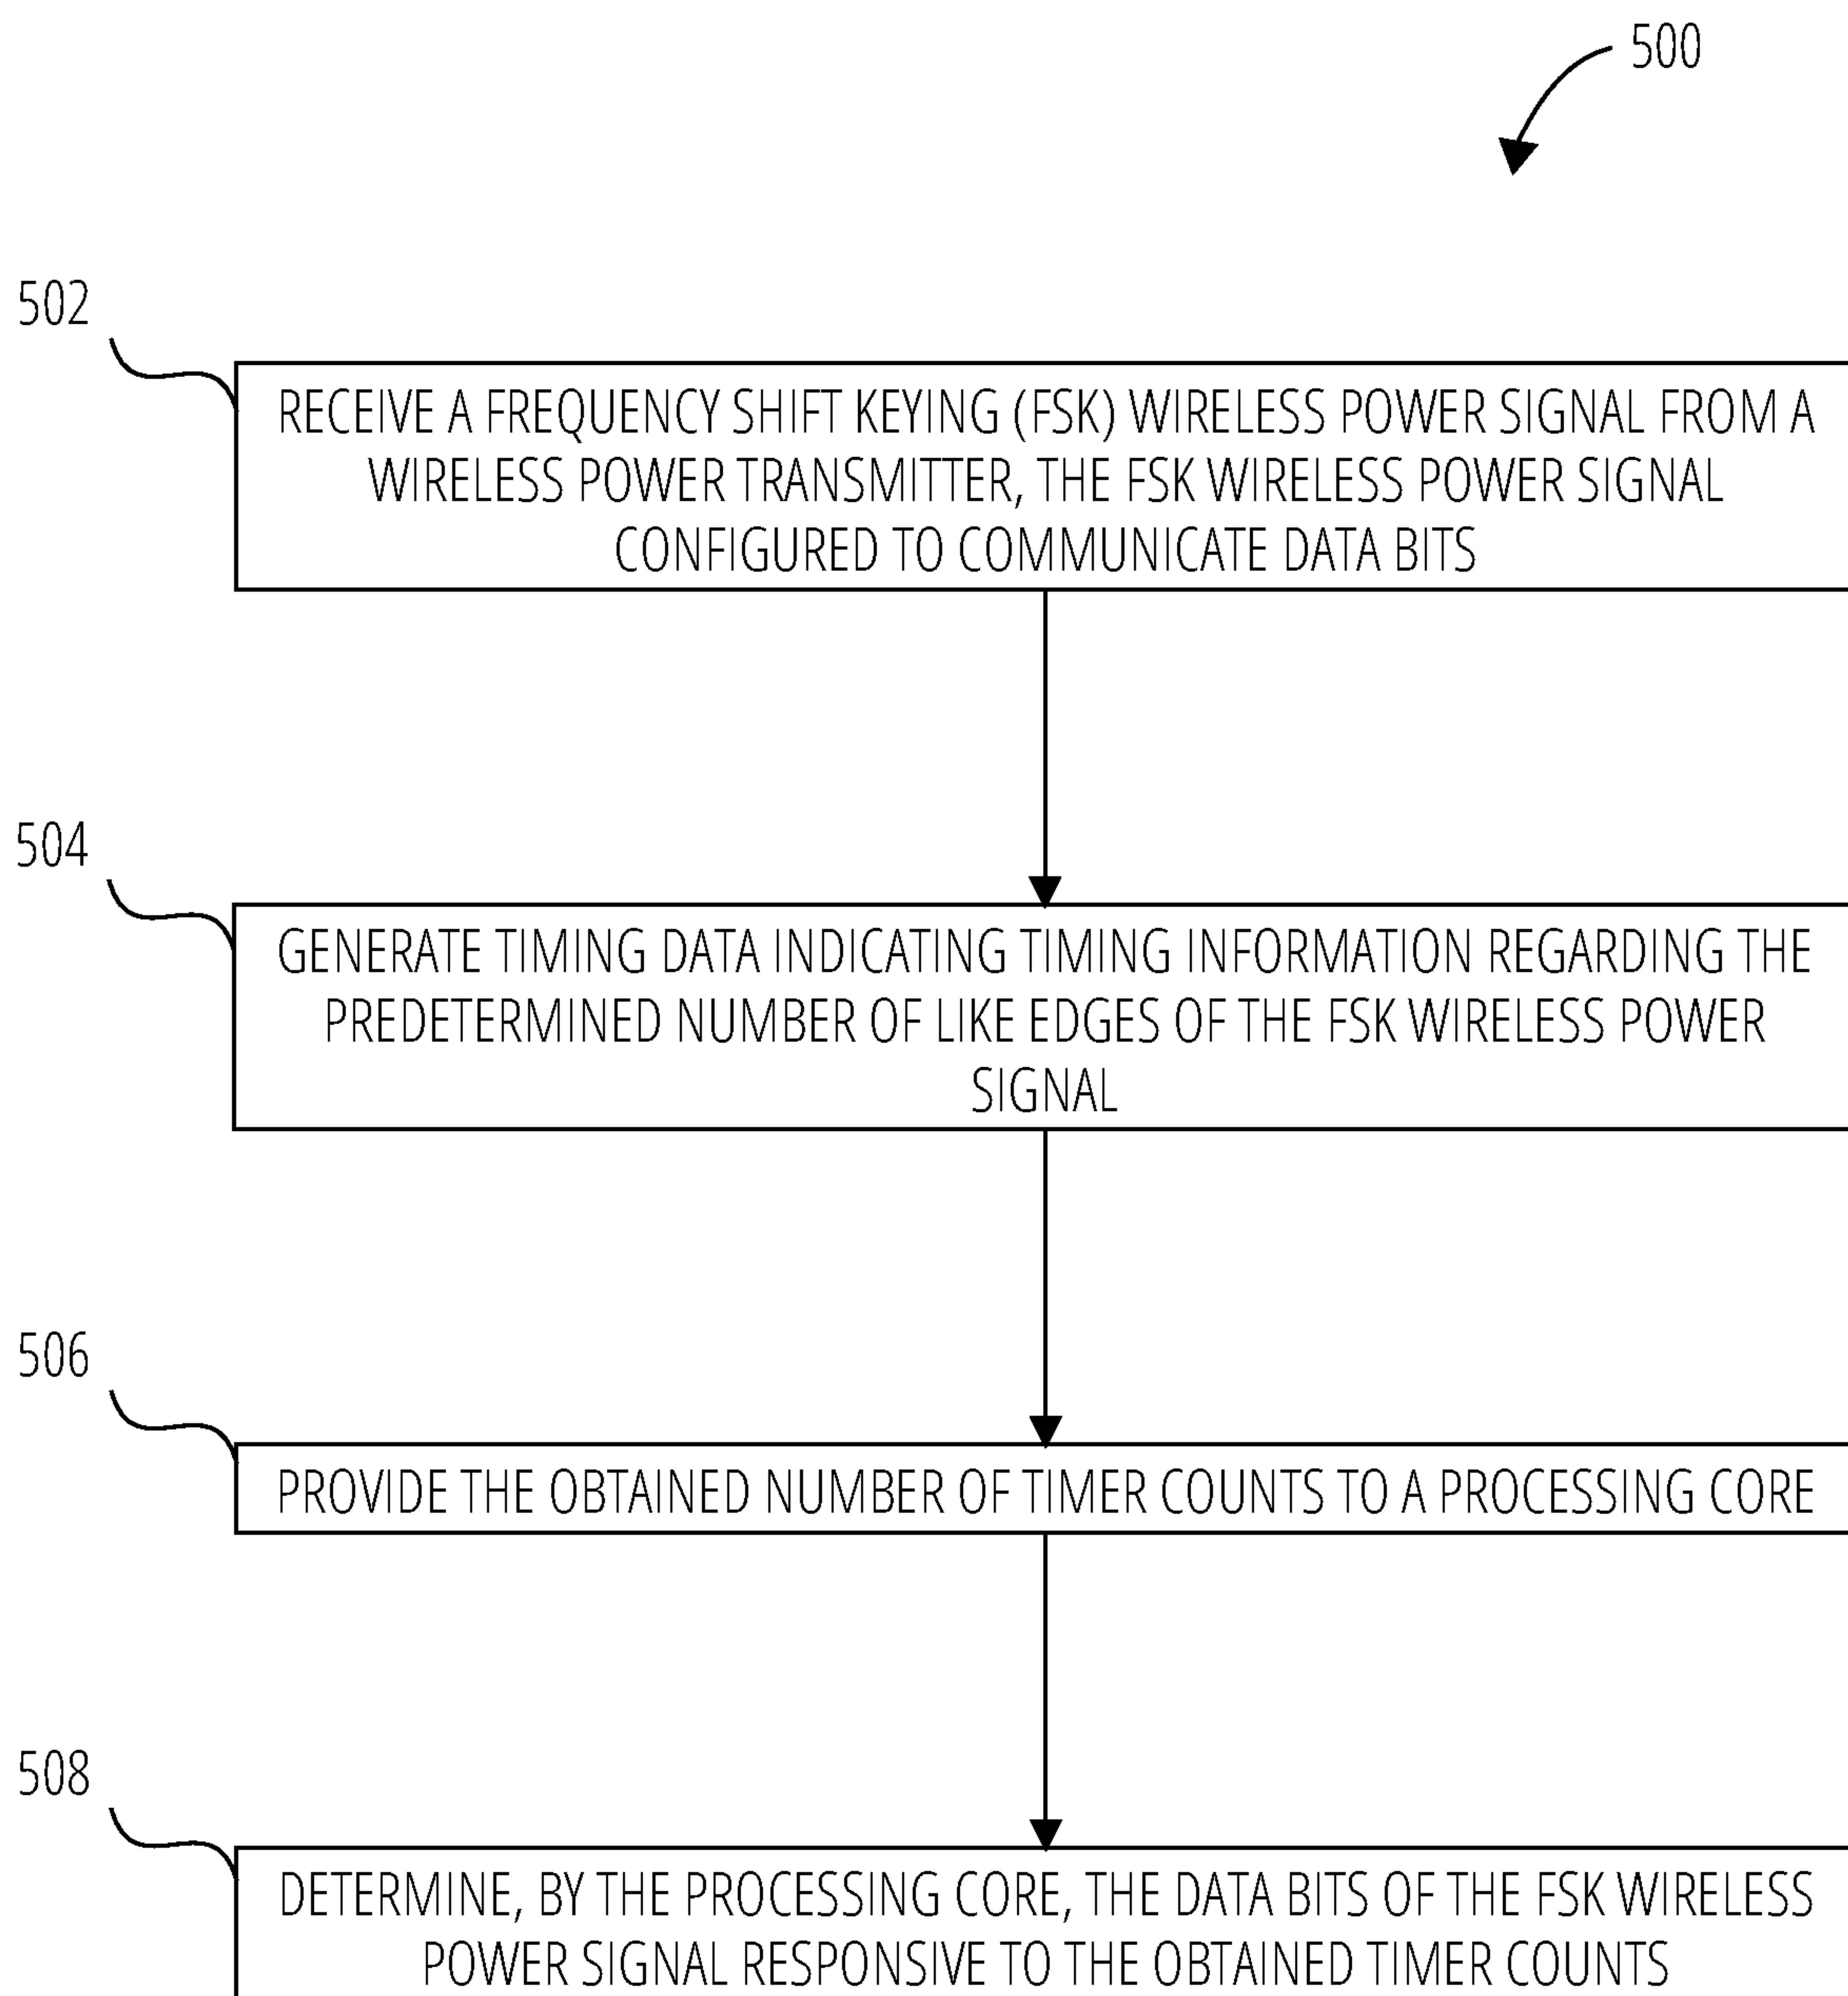 500
502
RECEIVE A FREQUENCY SHIFT KEYING (FSK) WIRELESS POWER SIGNAL FROM A
WIRELESS POWER TRANSMITTER, THE FSK WIRELESS POWER SIGNAL
CONFIGURED TO COMMUNICATE DATA BITS
504
GENERATE TIMING DATA INDICATING TIMING INFORMATION REGARDING THE
PREDETERMINED NUMBER OF LIKE EDGES OF THE FSK WIRELESS POWER
SIGNAL
506
PROVIDE THE OBTAINED NUMBER OF TIMER COUNTS TO A PROCESSING CORE
508
DETERMINE, BY THE PROCESSING CORE, THE DATA BITS OF THE FSK WIRELESS
POWER SIGNAL RESPONSIVE TO THE OBTAINED TIMER COUNTS